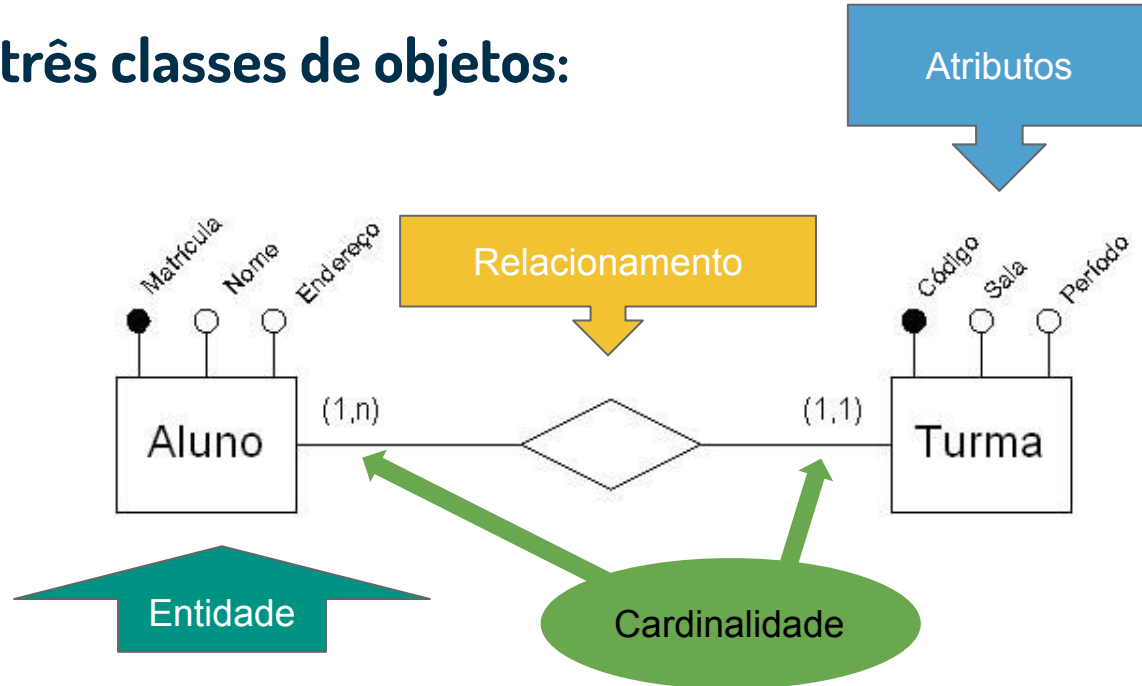 três classes de objetos:
Atributos
Relacionamento
Matrícula
Nome
Endereço
Código
Sala
Período
(1,n)
(1,1)
Aluno
Turma
Entidade
Cardinalidade